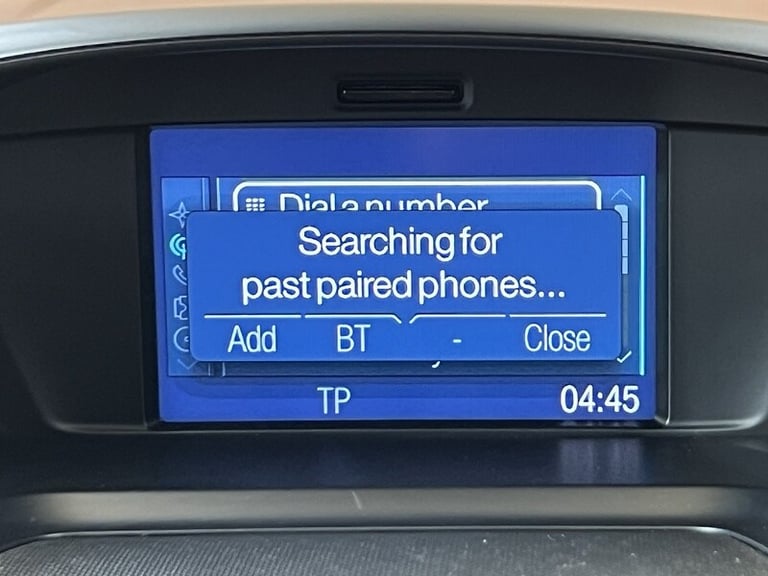 Dial a number
Searching for
past paired phones...
Add BT - Close
TP 04:45